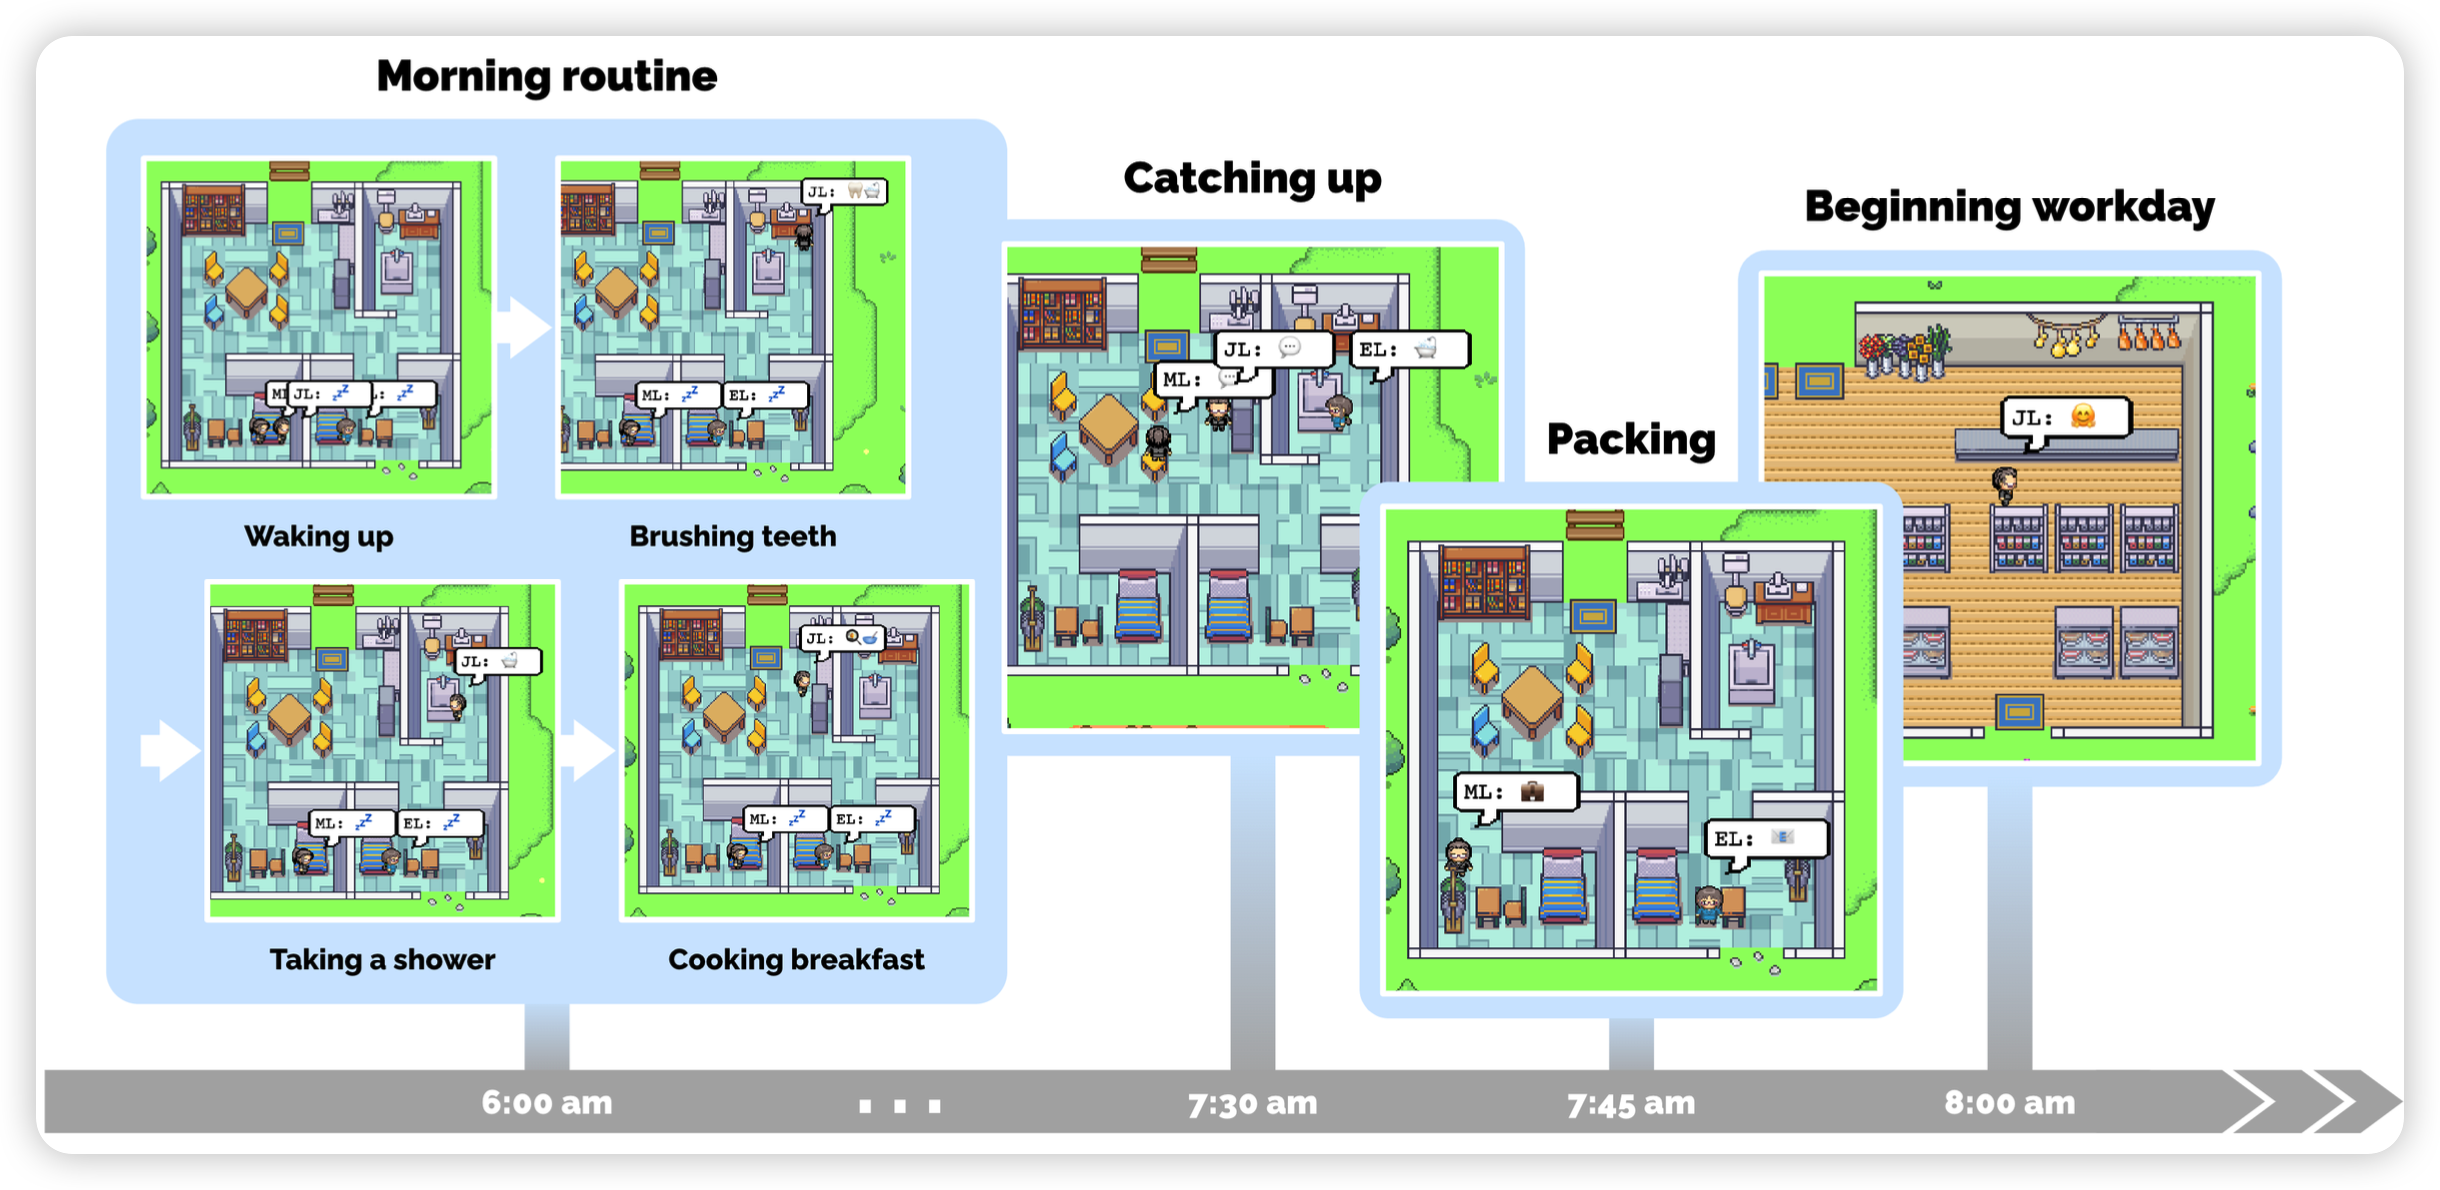 Morning routine
JL:
ML:
EL:
Waking up
JL:
ML:
EL:
Brushing teeth
JL:
ML:
EL:
Taking a shower
JL:
ML:
EL:
Cooking breakfast
Catching up
JL:
EL:
ML:
Packing
ML:
EL:
Beginning workday
JL:
6:00 am
...
7:30 am
7:45 am
8:00 am